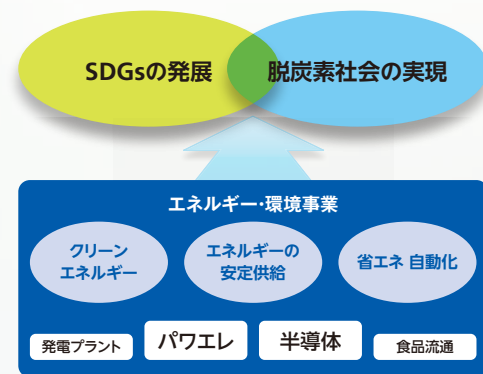 SDGsの発展
脱炭素社会の実現
エネルギー・環境事業
クリーン
エネルギー
エネルギーの
安定供給
省エネ 自動化
発電プラント
パワエレ
半導体
食品流通